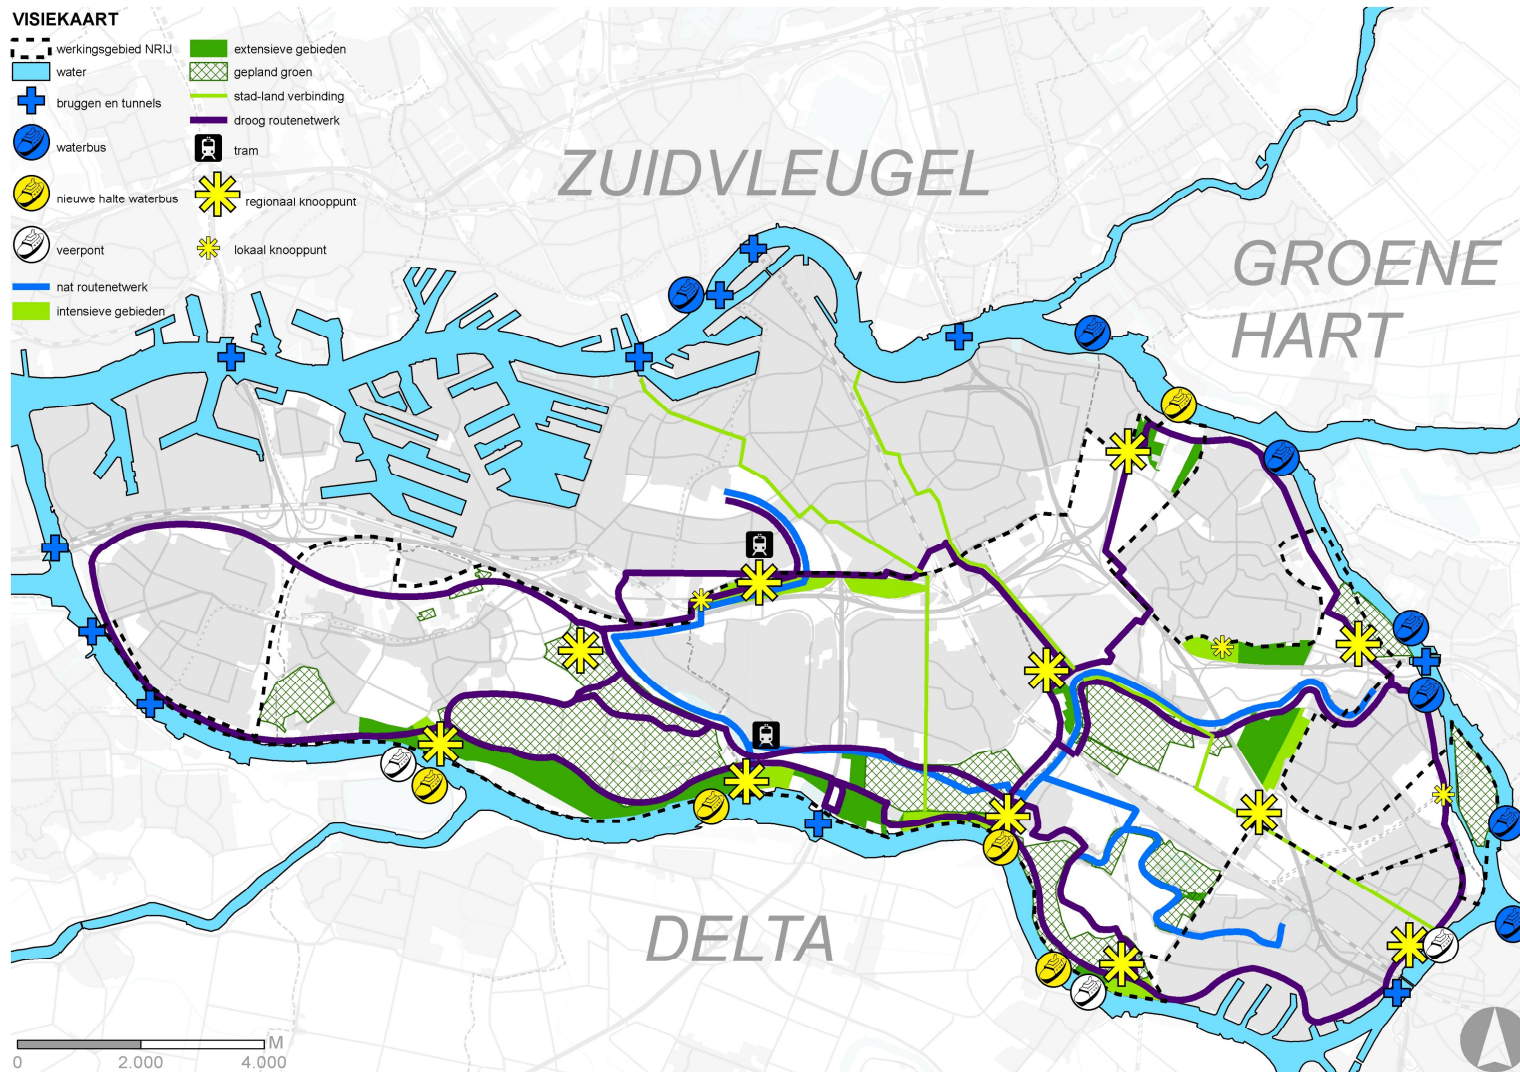 VISIEKAART
werkingsgebied NRIJ
water
bruggen en tunnels
waterbus
nieuwe halte waterbus
veerpont
nat routenetwerk
intensieve gebieden
extensieve gebieden
gepland groen
stad-land verbinding
droog routenetwerk
tram
regionaal knooppunt
lokaal knooppunt
ZUIDVLEUGEL
GROENE
HART
DELTA
M
0 2.000 4.000